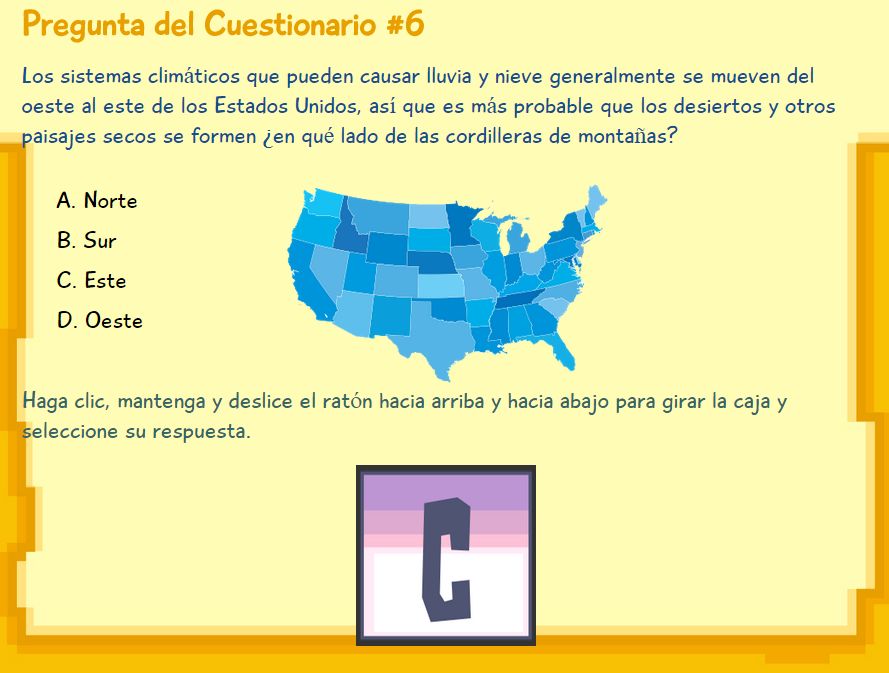 Pregunta del Cuestionario #6
Los sistemas climáticos que pueden causar lluvia y nieve generalmente se mueven del
oeste al este de los Estados Unidos, así que es más probable que los desiertos y otros
paisajes secos se formen ¿en qué lado de las cordilleras de montañas?
A. Norte
B. Sur
C. Este
D. Oeste
Haga clic, mantenga y deslice el ratón hacia arriba y hacia abajo para girar la caja y
seleccione su respuesta.
C